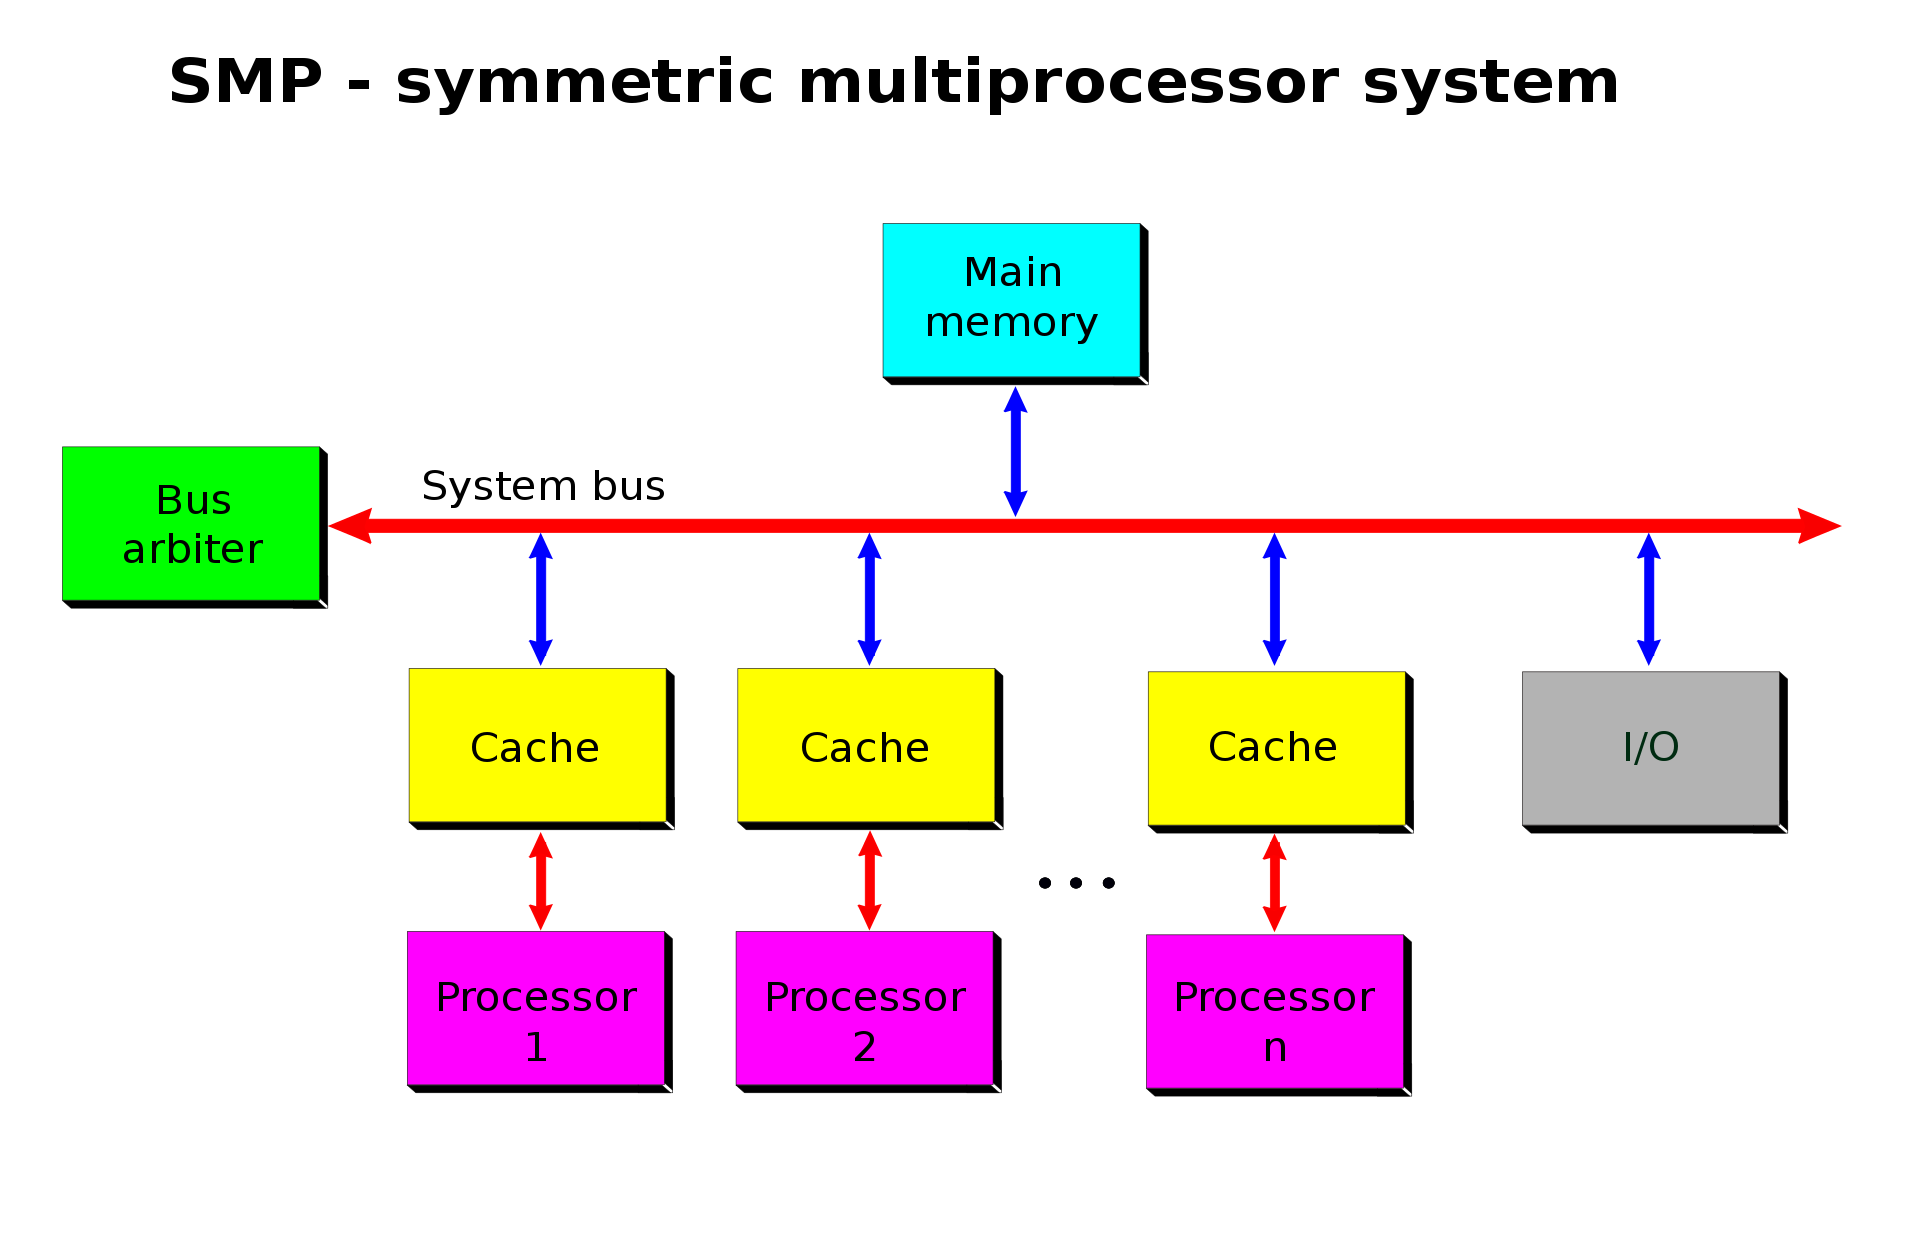 SMP - symmetric multiprocessor system
Main
memory
System bus
Bus
arbiter
Cache
Cache
Cache
I/O
...
Processor
1
Processor
2
Processor
n